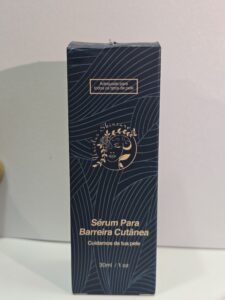 Adequado para
todos os tipos de pele
Sérum Para
Barreira Cutânea
Cuidamos da tua pele
30ml / 1 oz